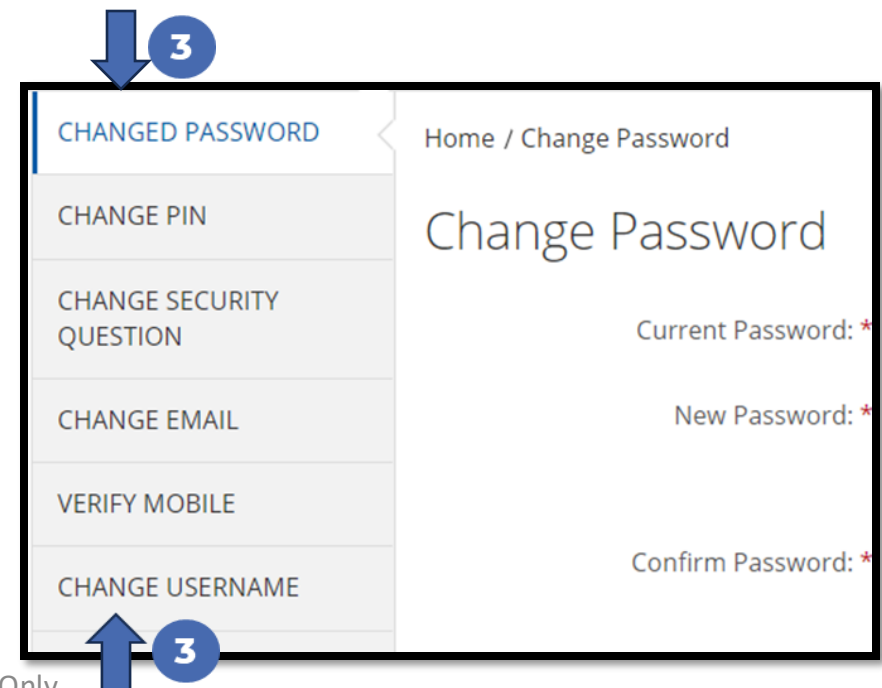 3
CHANGED PASSWORD
CHANGE PIN
CHANGE SECURITY
QUESTION
CHANGE EMAIL
VERIFY MOBILE
CHANGE USERNAME
Home / Change Password
Change Password
Current Password: *
New Password: *
Confirm Password: *
3
Only